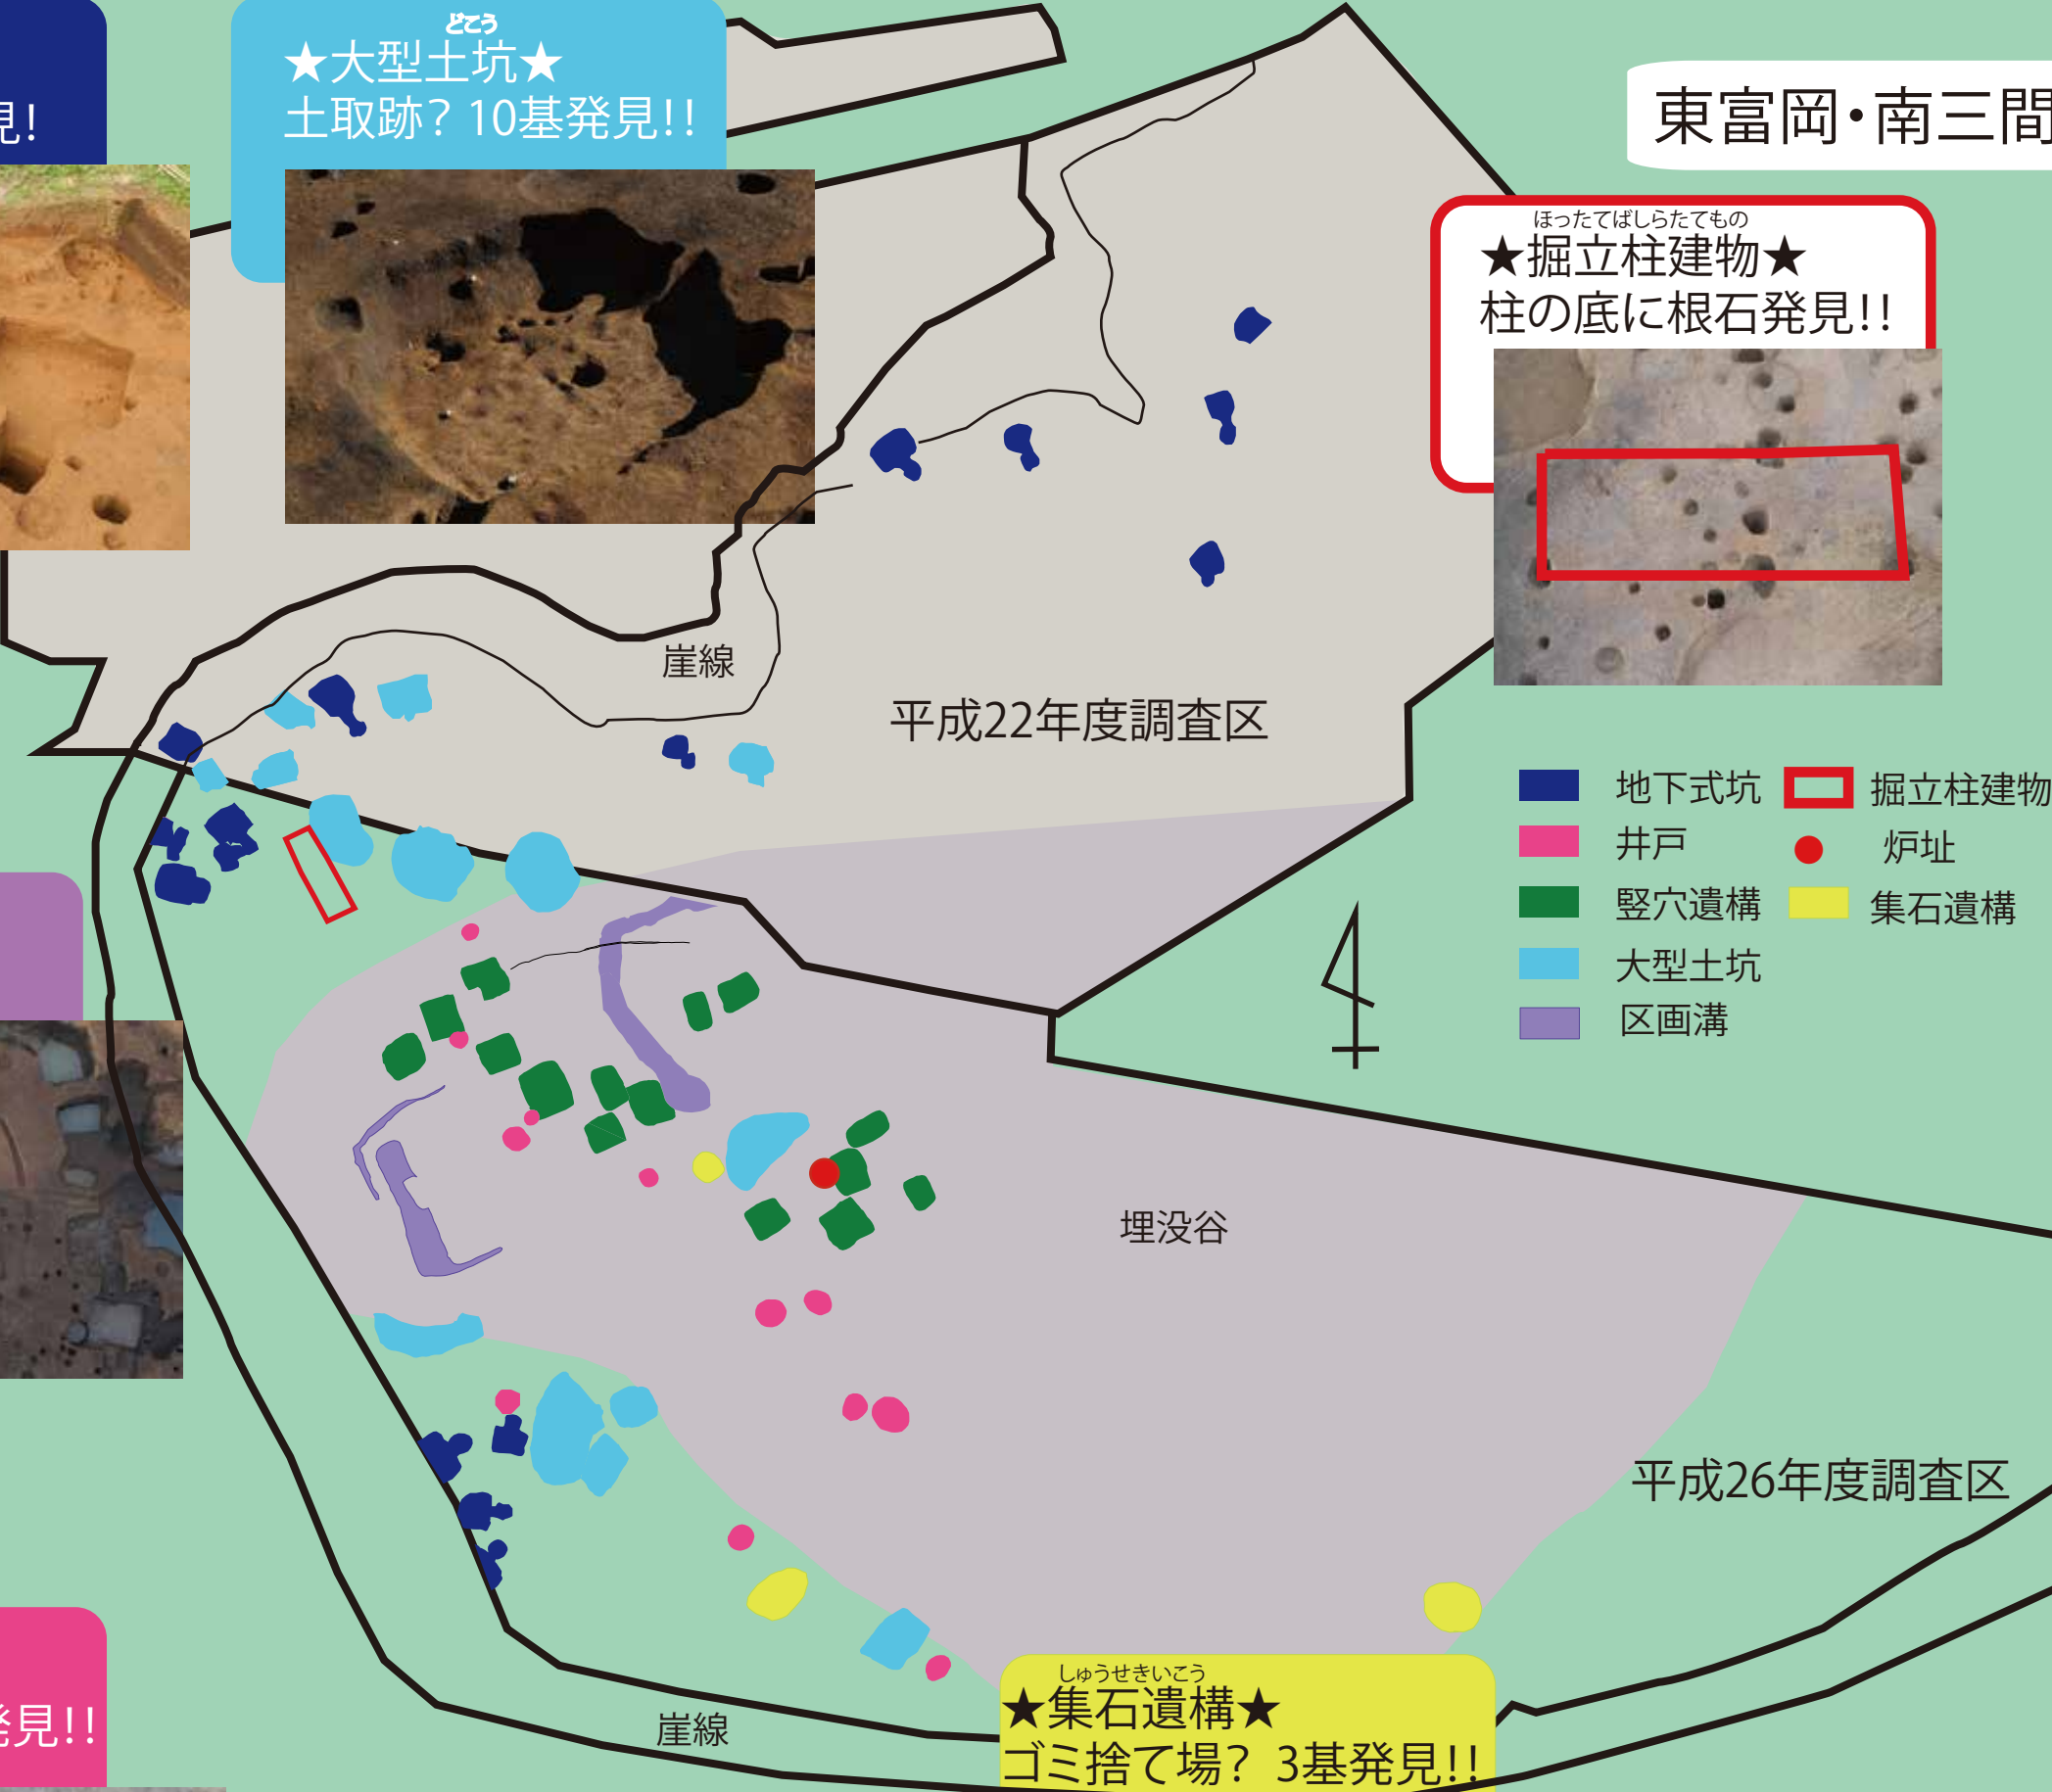 見!
どこう
★大型土坑★
土取跡？10基発見!!
東富岡・南三間
ほったてばしらたてもの
★掘立柱建物★
柱の底に根石発見!!
崖線
平成22年度調査区
地下式坑
掘立柱建物
井戸
炉址
竪穴遺構
集石遺構
大型土坑
区画溝
埋没谷
平成26年度調査区
しゅうせきいこう
★集石遺構★
ゴミ捨て場？ 3基発見!!
発見!!
崖線